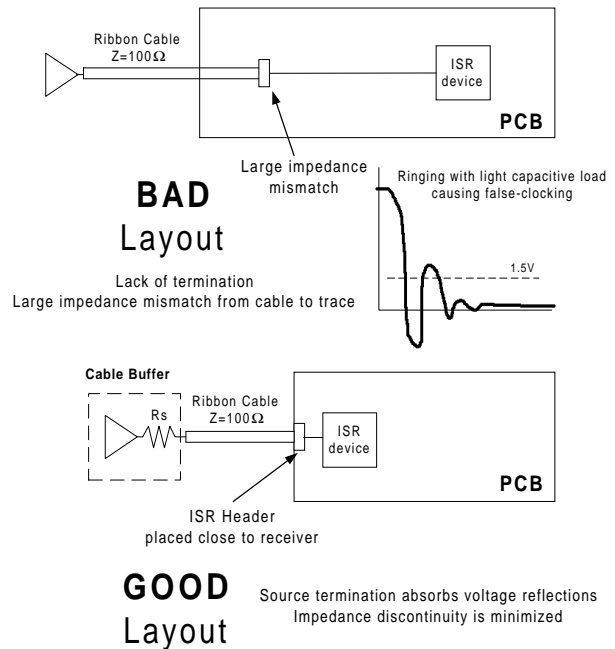 Ribbon Cable
Z=100Ω
ISR
device
PCB
Large impedance
mismatch
BAD
Layout
Ringing with light capacitive load
causing false-clocking
1.5V
Lack of termination
Large impedance mismatch from cable to trace
Cable Buffer
Rs
Ribbon Cable
Z=100Ω
ISR
device
PCB
ISR Header
placed close to receiver
GOOD
Layout
Source termination absorbs voltage reflections
Impedance discontinuity is minimized